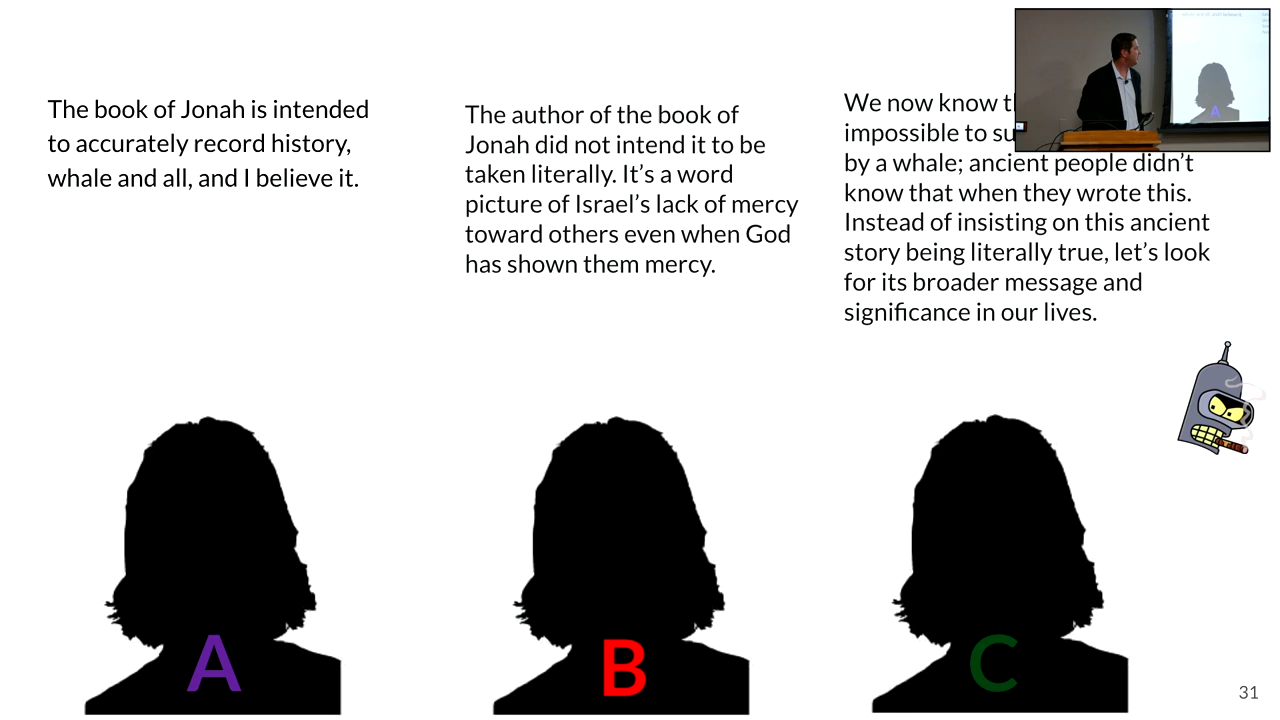 The book of Jonah is intended
to accurately record history,
whale and all, and I believe it.
The author of the book of
Jonah did not intend it to be
taken literally. It’s a word
picture of Israel’s lack of mercy
toward others even when God
has shown them mercy.
We now know
impossible to
by a whale; ancient people didn’t
know that when they wrote this.
Instead of insisting on this ancient
story being literally true, let’s look
for its broader message and
significance in our lives.
A
B
C
A
31